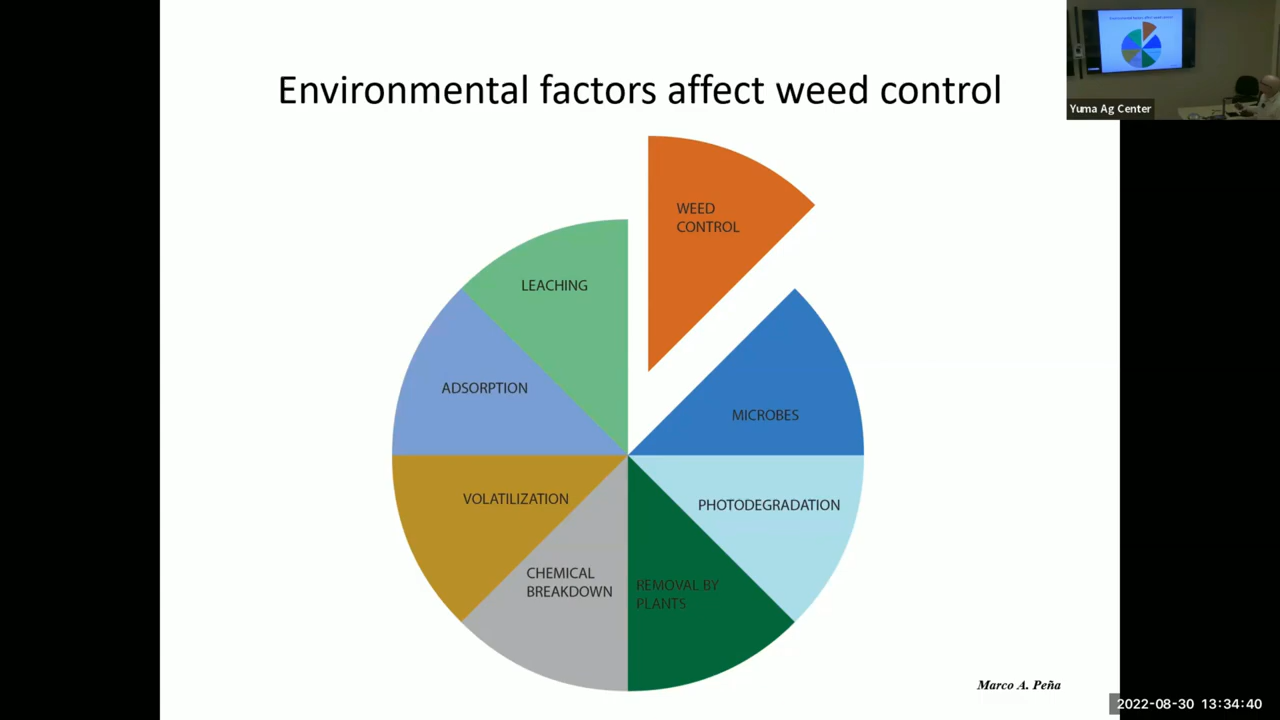 Environmental factors affect weed control
Yuma Ag Center
WEED
CONTROL
LEACHING
ADSORPTION
MICROBES
VOLATILIZATION
PHOTODEGRADATION
CHEMICAL
BREAKDOWN
REMOVAL BY
PLANTS
Marco A. Peña
2022-08-30 13:34:40